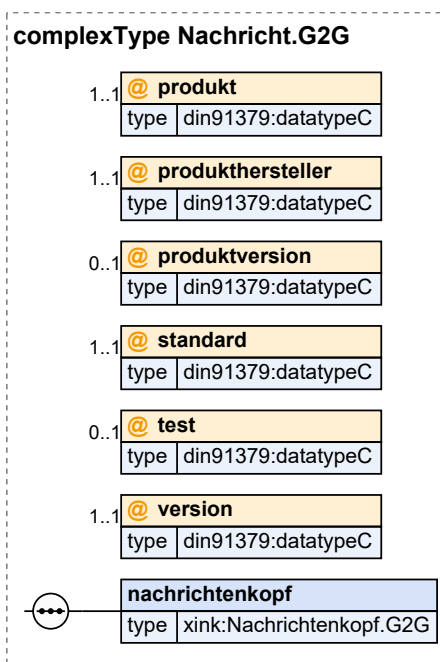 complexType Nachricht.G2G
1..1 @ produkt
type din91379:datatypeC
1..1 @ produkthersteller
type din91379:datatypeC
0..1 @ produktversion
type din91379:datatypeC
1..1 @ standard
type din91379:datatypeC
0..1 @ test
type din91379:datatypeC
1..1 @ version
type din91379:datatypeC
nachrichtenkopf
type xink:Nachrichtenkopf.G2G